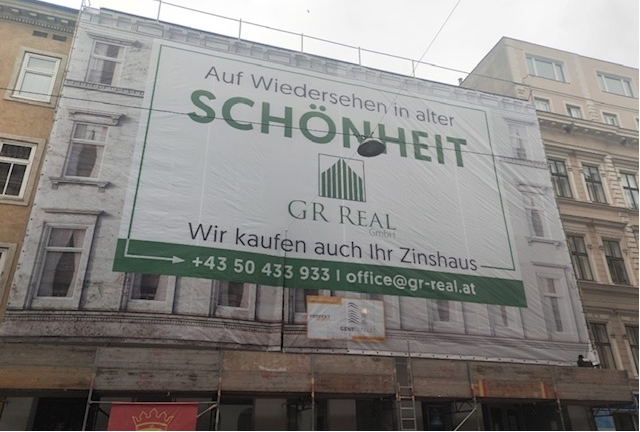 Auf Wiedersehen in alter
SCHÖNHEIT
GR REAL
GmbH
Wir kaufen auch Ihr Zinshaus
+43 50 433 933 | office@gr-real.at